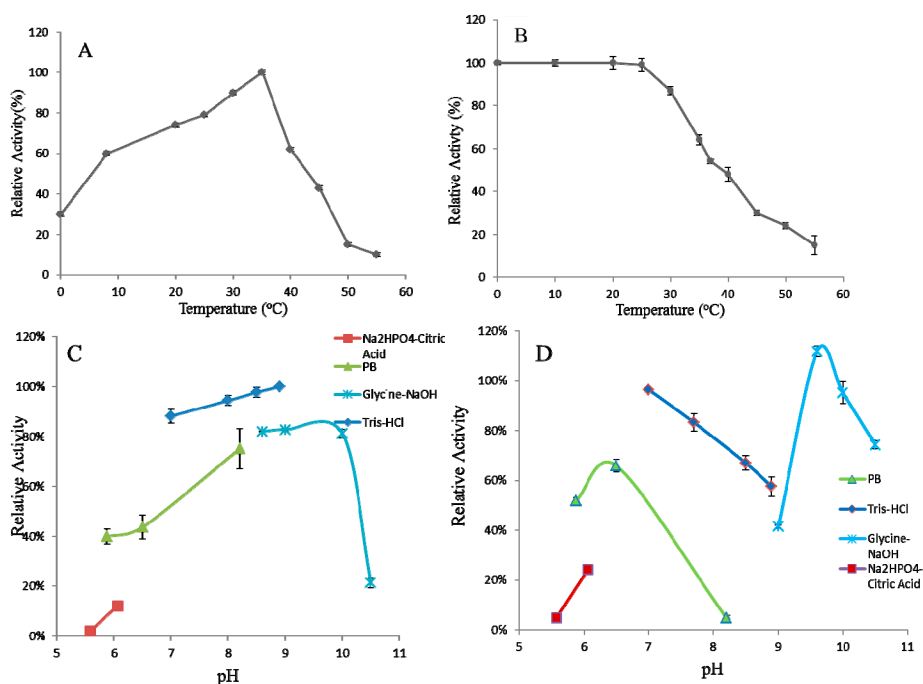 A
Relative Activity(%)
120
100
80
60
40
20
0
0 10 20 30 40 50 60
Temperature (°C)
B
Relative Activty (%)
120
100
80
60
40
20
0
0 10 20 30 40 50 60
Temperature (°C)
C
Relative Activity
120%
100%
80%
60%
40%
20%
0%
5 6 7 8 9 10 11
pH
Na2HPO4-Citric
Acid
PB
Glycine-NaOH
Tris-HCl
D
Relative Activity
120%
100%
80%
60%
40%
20%
0%
5 6 7 8 9 10 11
pH
PB
Tris-HCl
Glycine-
NaOH
Na2HPO4-
Citric Acid